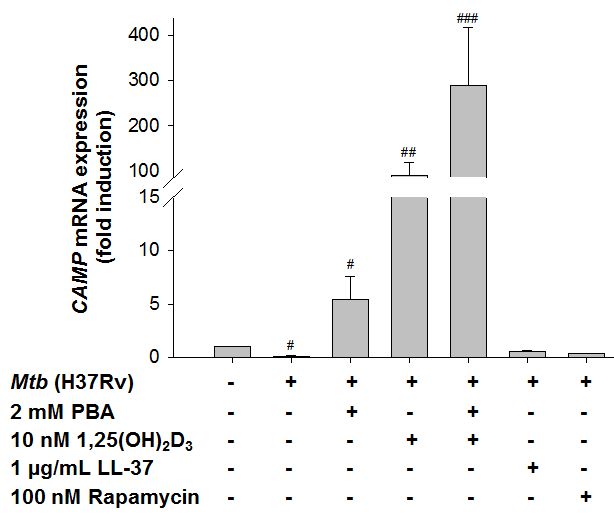 CAMP mRNA expression
(fold induction)
400
300
200
100
15
10
5
0
#
#
##
###
Mtb (H37Rv) - + + + + + +
2 mM PBA - - + - + - -
10 nM 1,25(OH)₂D₃ - - - + + - -
1 µg/mL LL-37 - - - - - + -
100 nM Rapamycin - - - - - - +